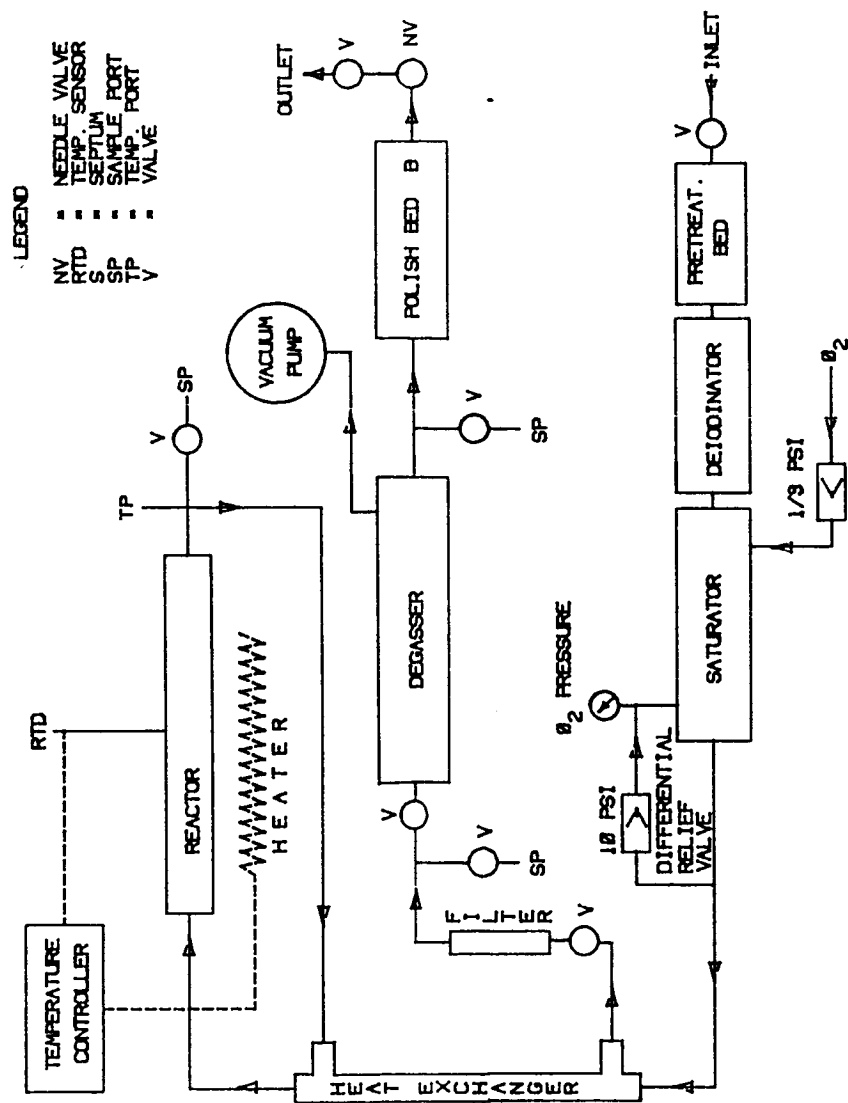 LEGEND
NV = NEEDLE VALVE
RTD = TEMP. SENSOR
S = SEPTUM
SP = SAMPLE PORT
TP = TEMP. PORT
V = VALVE
TEMPERATURE
CONTROLLER
RTD
REACTOR
HEATER
TP
V
SP
HEAT EXCHANGER
FILTER
V
V
SP
V
DEGASSER
VACUUM
PUMP
V
SP
POLISH BED B
OUTLET
V
NV
10 PSI
DIFFERENTIAL
RELIEF
VALVE
O2 PRESSURE
SATURATOR
1/3 PSI
O2
DEIODINATOR
PRETREAT.
BED
V
INLET